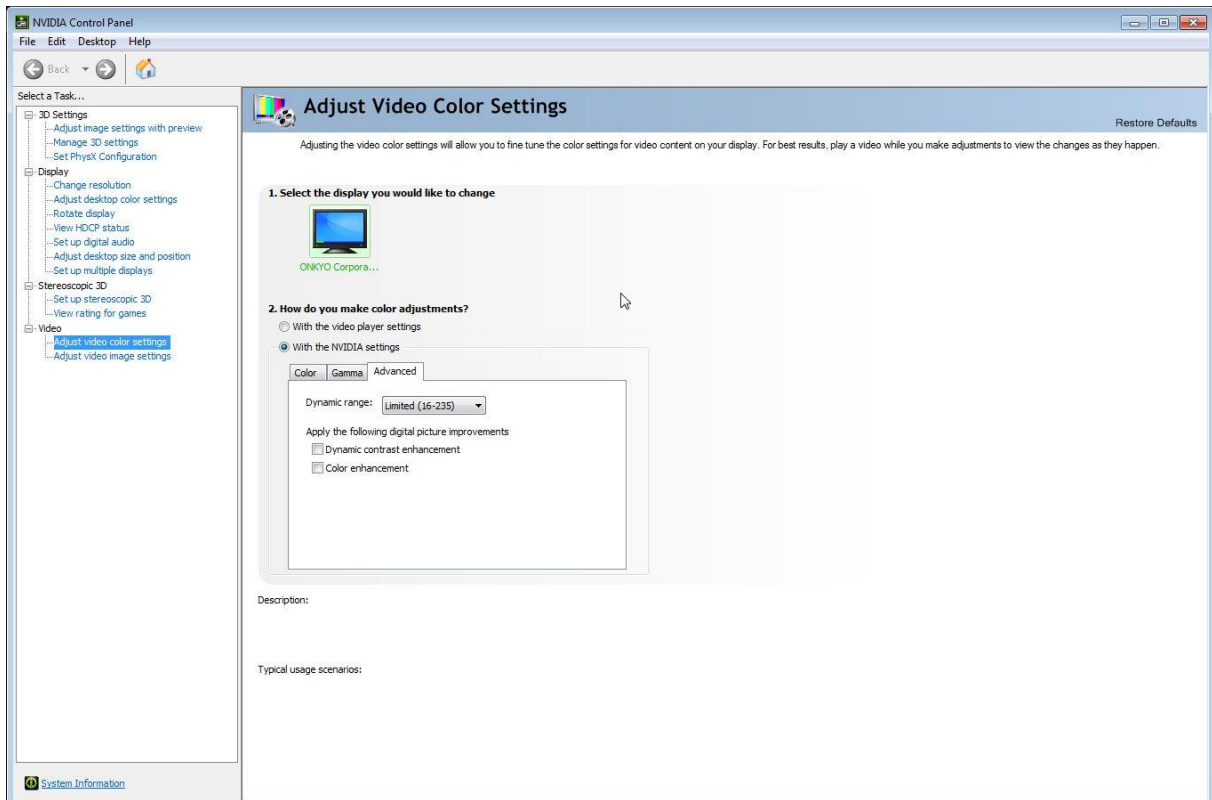 NVIDIA Control Panel
File Edit Desktop Help
Back
Select a Task...
3D Settings
Adjust image settings with preview
Manage 3D settings
Set PhysX Configuration
Display
Change resolution
Adjust desktop color settings
Rotate display
View HDCP status
Set up digital audio
Adjust desktop size and position
Set up multiple displays
Stereoscopic 3D
Set up stereoscopic 3D
View rating for games
Video
Adjust video color settings
Adjust video image settings
System Information
Adjust Video Color Settings
Restore Defaults
Adjusting the video color settings will allow you to fine tune the color settings for video content on your display. For best results, play a video while you make adjustments to view the changes as they happen.
1. Select the display you would like to change
ONKYO Corpora...
2. How do you make color adjustments?
With the video player settings
With the NVIDIA settings
Color Gamma Advanced
Dynamic range: Limited (16-235)
Apply the following digital picture improvements
Dynamic contrast enhancement
Color enhancement
Description:
Typical usage scenarios: